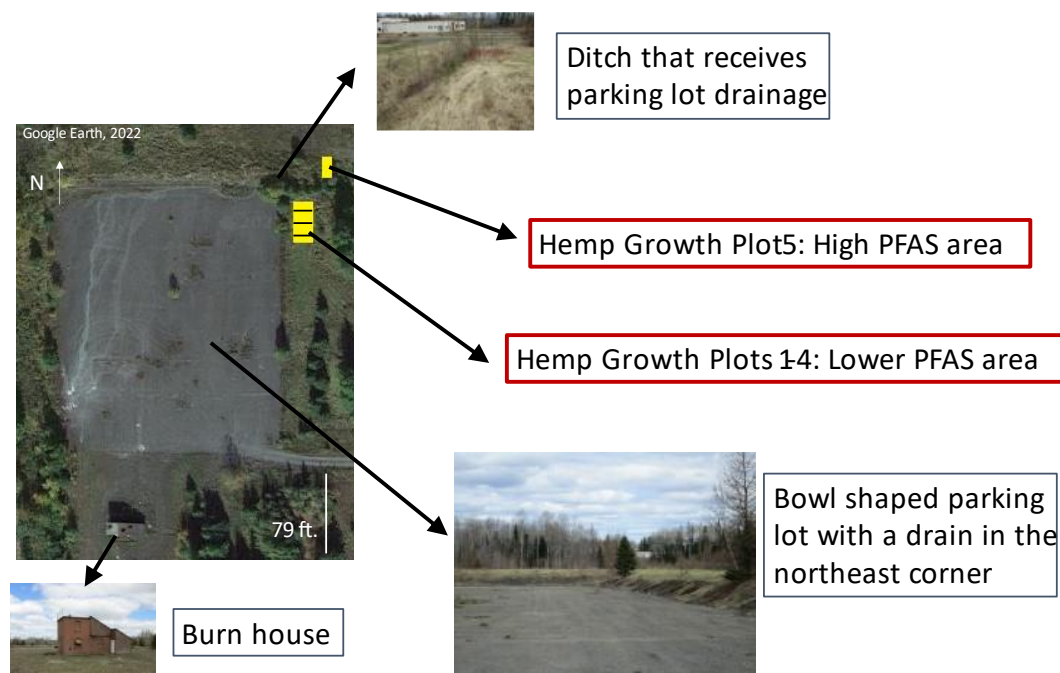 Ditch that receives
parking lot drainage
Google Earth, 2022
N
Hemp Growth Plot5: High PFAS area
Hemp Growth Plots 1-4: Lower PFAS area
79 ft.
Bowl shaped parking
lot with a drain in the
northeast corner
Burn house